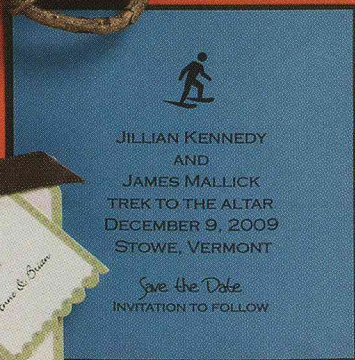 JILLIAN KENNEDY
AND
JAMES MALLICK
TREK TO THE ALTAR
DECEMBER 9, 2009
STOWE, VERMONT
Save the Date
INVITATION TO FOLLOW
& Brian